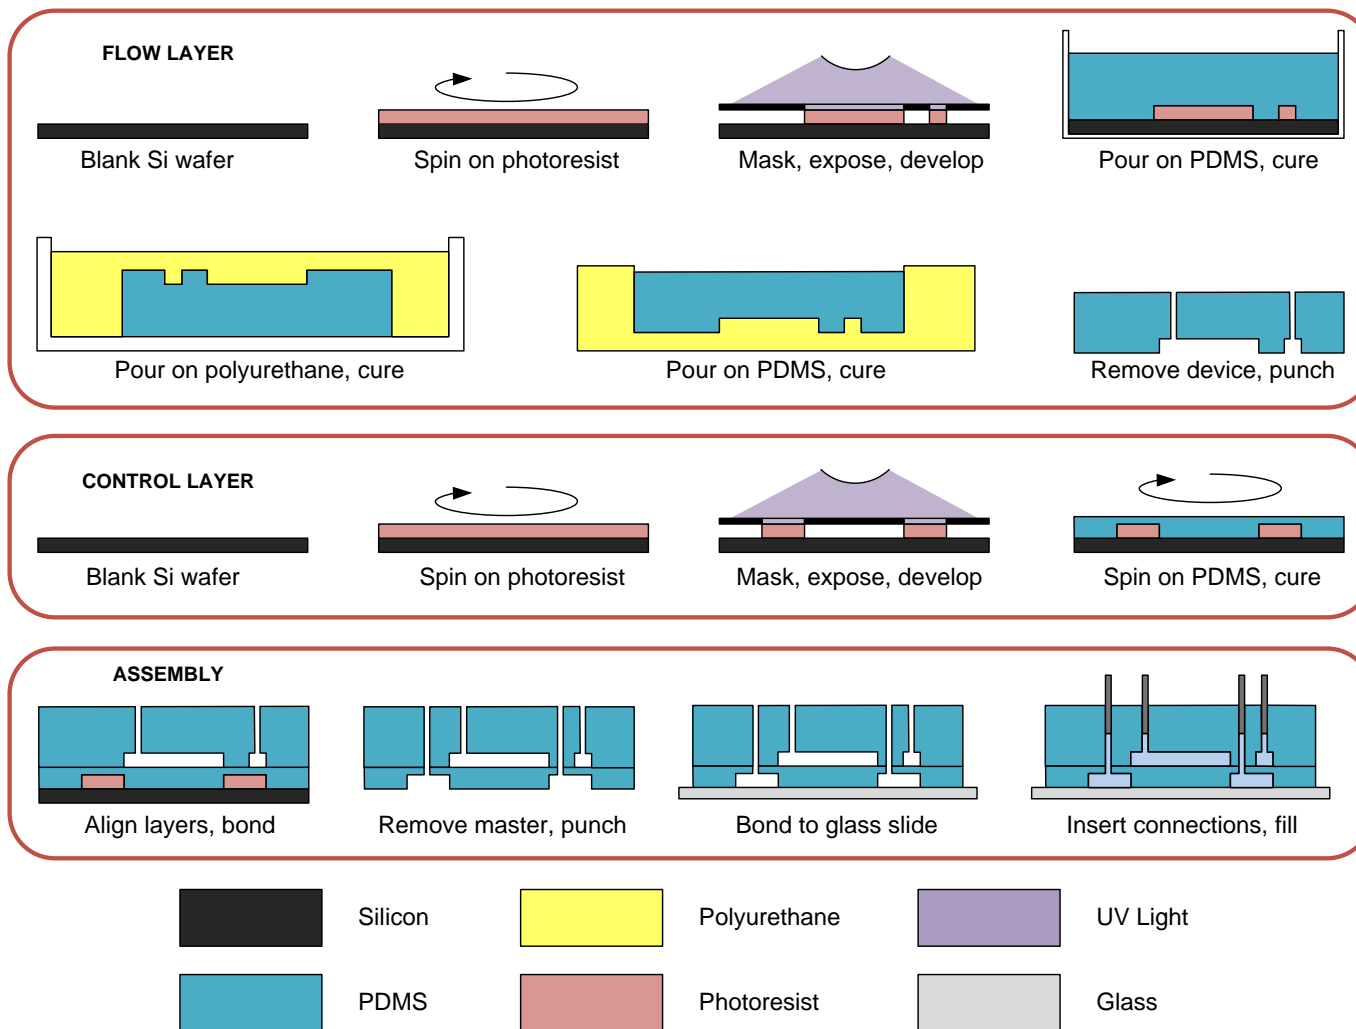 FLOW LAYER
Blank Si wafer
Spin on photoresist
Mask, expose, develop
Pour on PDMS, cure
Pour on polyurethane, cure
Pour on PDMS, cure
Remove device, punch
CONTROL LAYER
Blank Si wafer
Spin on photoresist
Mask, expose, develop
Spin on PDMS, cure
ASSEMBLY
Align layers, bond
Remove master, punch
Bond to glass slide
Insert connections, fill
Silicon
Polyurethane
UV Light
PDMS
Photoresist
Glass